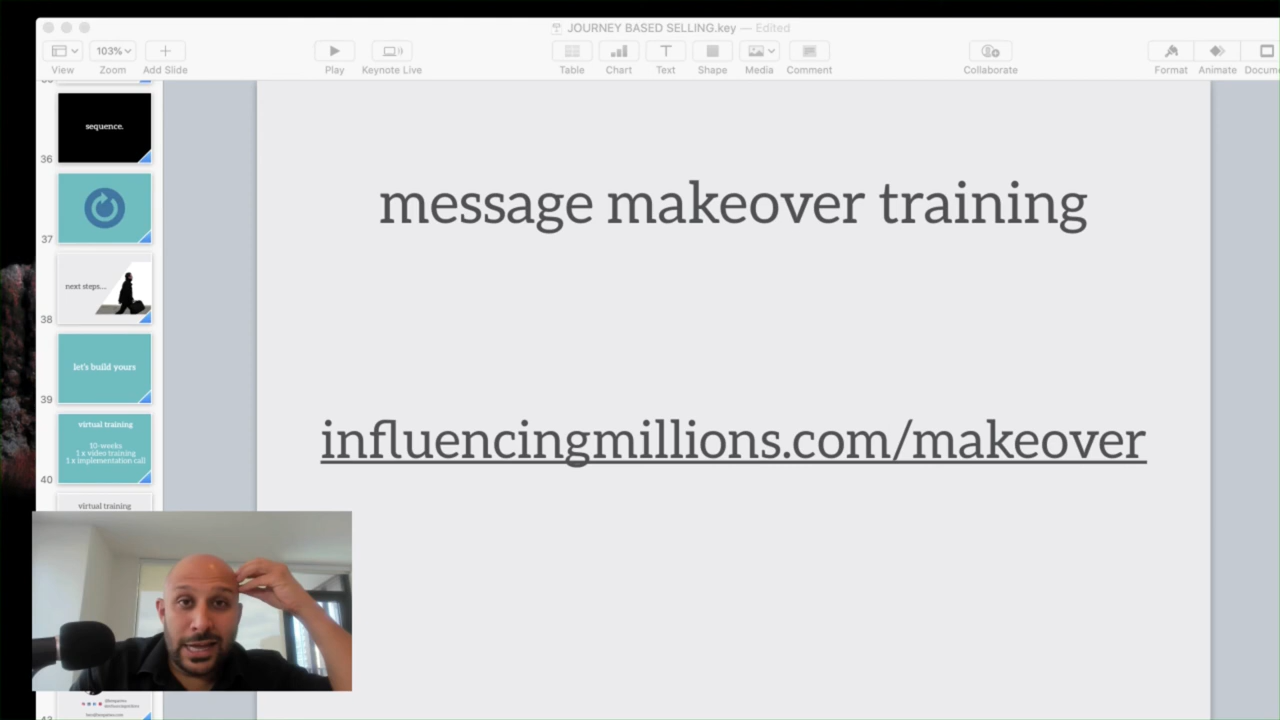 JOURNEY BASED SELLING.key — Edited
103%
View
Zoom
Add Slide
Play
Keynote Live
Table
Chart
Text
Shape
Media
Comment
Collaborate
Format
Animate
36
sequence.
37
38
next steps...
39
let's build yours
40
virtual training
10 weeks
1 x video training
1 x implementation call
virtual training
message makeover training
influencingmillions.com/makeover